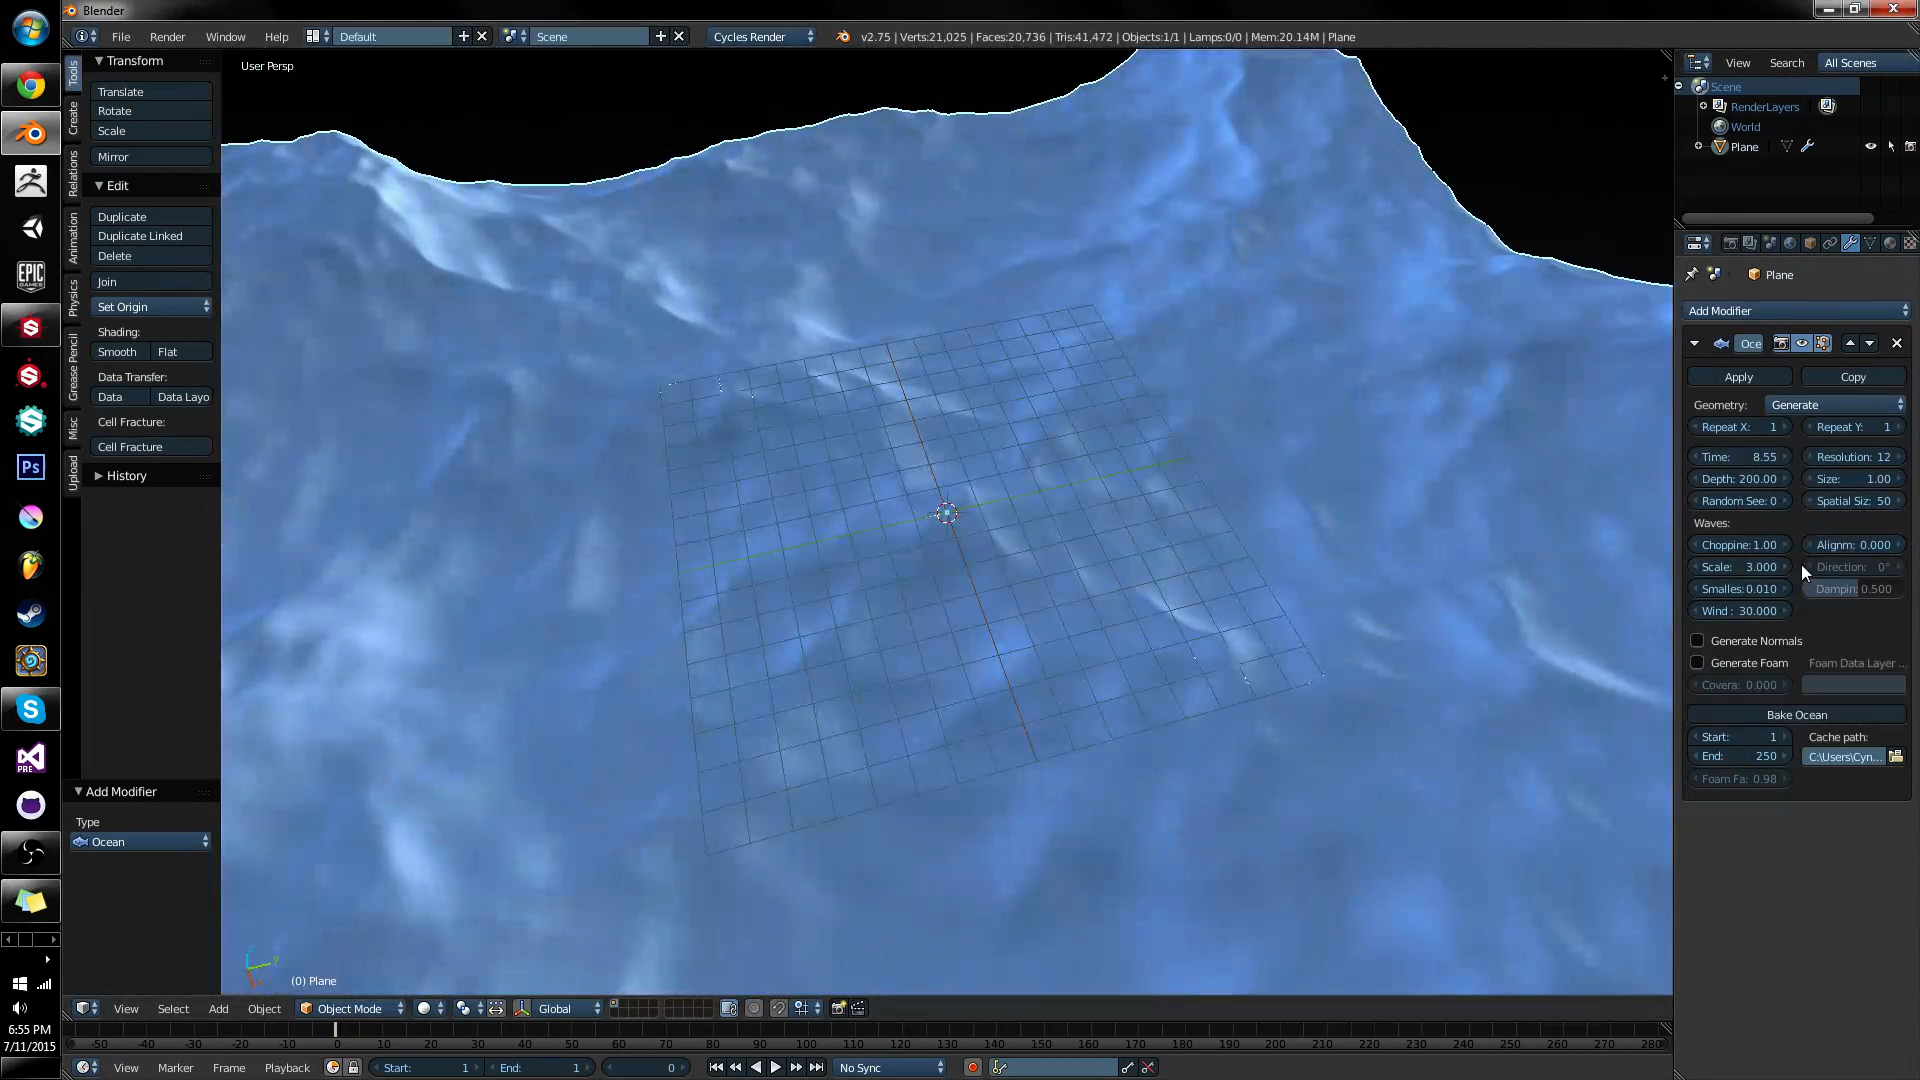 Blender
File Render Window Help Default Scene Cycles Render v2.75 | Verts:21,025 | Faces:20,736 | Tris:41,472 | Objects:1/1 | Lamps:0/0 | Mem:20.14M | Plane
User Persp
Tools
Create
Relations
Animation
Physics
Grease Pencil
Misc
Upload
Transform
Translate
Rotate
Scale
Mirror
Edit
Duplicate
Duplicate Linked
Delete
Join
Set Origin
Shading:
Smooth Flat
Data Transfer:
Data Data Layo
Cell Fracture:
Cell Fracture
History
Add Modifier
Type
Ocean
EPIC
GAMES
Ps
PRE
6:55 PM
7/11/2015
View Search All Scenes
Scene
RenderLayers
World
Plane
Plane
Add Modifier
Oce
Apply Copy
Geometry: Generate
Repeat X: 1 Repeat Y: 1
Time: 8.55 Resolution: 12
Depth: 200.00 Size: 1.00
Random See: 0 Spatial Siz: 50
Waves:
Choppine: 1.00 Alignm: 0.000
Scale: 3.000 Direction: 0°
Smalles: 0.010 Dampin: 0.500
Wind : 30.000
Generate Normals
Generate Foam Foam Data Layer ...
Covera: 0.000
Bake Ocean
Start: 1 Cache path:
End: 250 C:\Users\Cyn...
Foam Fa: 0.98
(0) Plane
View Select Add Object Object Mode Global
-50 -40 -30 -20 -10 0 10 20 30 40 50 60 70 80 90 100 110 120 130 140 150 160 170 180 190 200 210 220 230 240 250 260 270 280
View Marker Frame Playback Start: 1 End: 1 0 No Sync